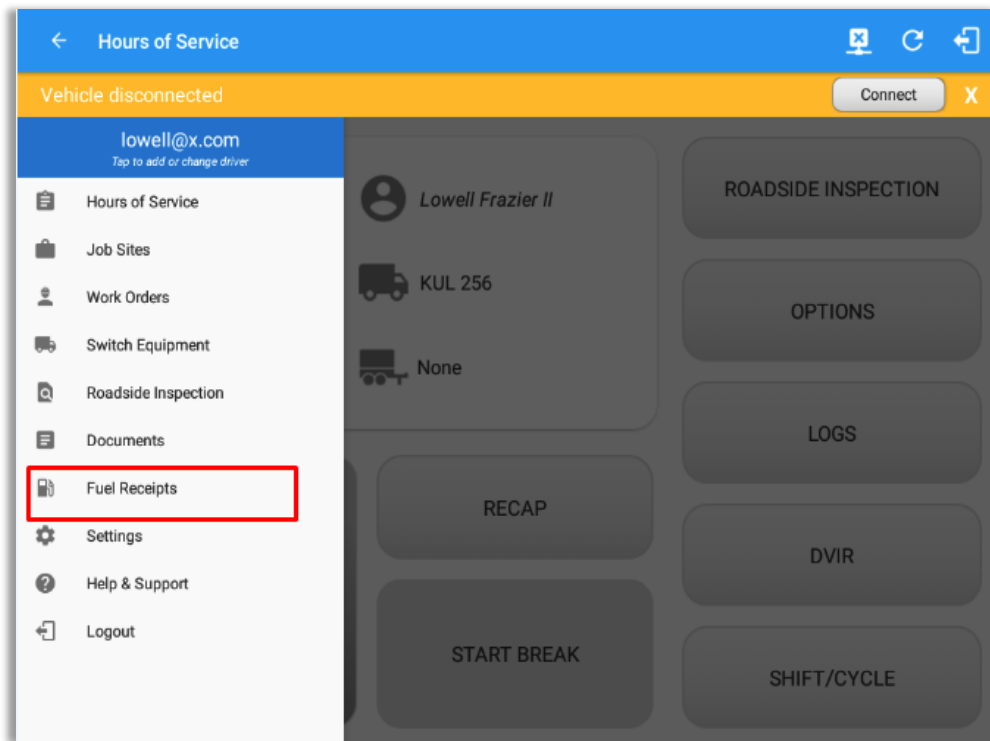 Hours of Service
Vehicle disconnected
Connect
X
lowell@x.com
Tap to add or change driver
Hours of Service
Job Sites
Work Orders
Switch Equipment
Roadside Inspection
Documents
Fuel Receipts
Settings
Help & Support
Logout
Lowell Frazier II
KUL 256
None
RECAP
START BREAK
ROADSIDE INSPECTION
OPTIONS
LOGS
DVIR
SHIFT/CYCLE